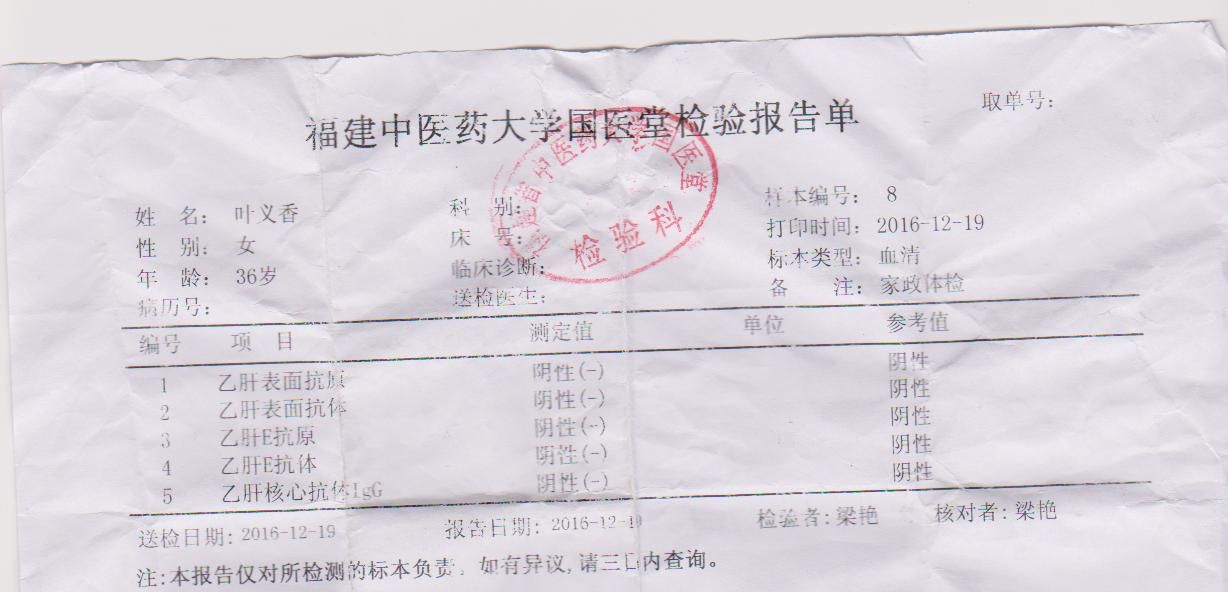 取单号:
福建中医药大学国医堂检验报告单
姓 名: 叶义香 科 别: 样本编号: 8
性 别: 女 床 号: 打印时间: 2016-12-19
年 龄: 36岁 临床诊断: 标本类型: 血清
病历号: 送检医生: 备 注: 家政体检
中医药大学国医堂
检验科
编号 项 目 测定值 单位 参考值
1 乙肝表面抗原 阴性(-) 阴性
2 乙肝表面抗体 阴性(-) 阴性
3 乙肝E抗原 阴性(-) 阴性
4 乙肝E抗体 阴性(-) 阴性
5 乙肝核心抗体IgG 阴性(-) 阴性
送检日期: 2016-12-19 报告日期: 2016-12-19 检验者: 梁艳 核对者: 梁艳
注:本报告仅对所检测的标本负责。如有异议,请三日内查询。